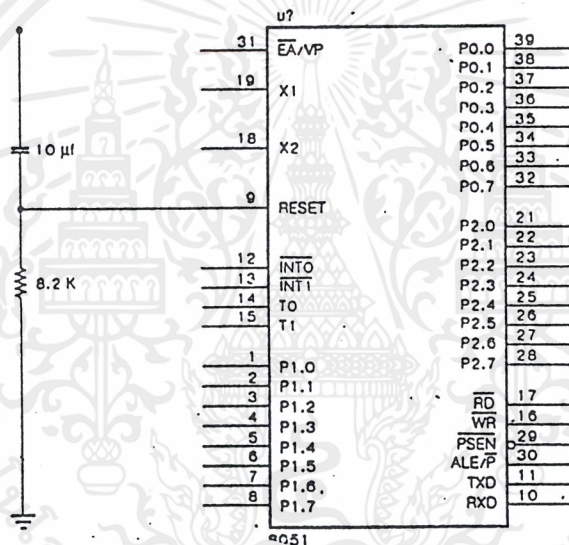 U?
31 EA/VP P0.0 39
P0.1 38
19 X1 P0.2 37
P0.3 36
P0.4 35
18 X2 P0.5 34
10 µf P0.6 33
P0.7 32
9 RESET P2.0 21
P2.1 22
P2.2 23
8.2 K 12 INT0 P2.3 24
13 INT1 P2.4 25
14 T0 P2.5 26
15 T1 P2.6 27
P2.7 28
1 P1.0
2 P1.1 RD 17
3 P1.2 WR 16
4 P1.3 PSEN 29
5 P1.4 ALE/P 30
6 P1.5 TXD 11
7 P1.6 RXD 10
8 P1.7
8051